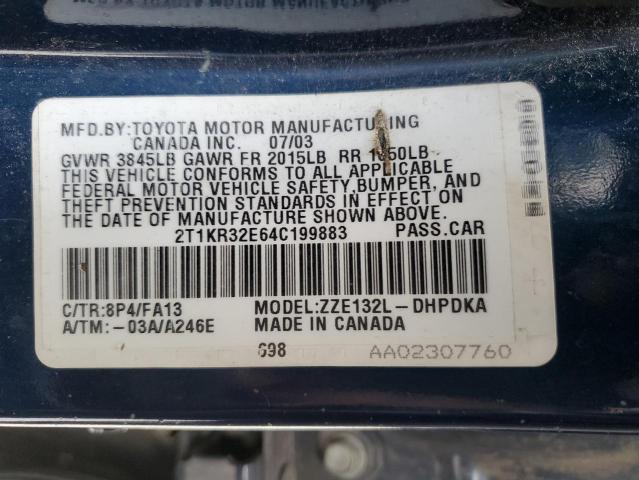 MFD.BY:TOYOTA MOTOR MANUFACTURING
CANADA INC. 07/03
GVWR 3845LB GAWR FR 2015LB RR LB
THIS VEHICLE CONFORMS TO ALL APPLICABLE
FEDERAL MOTOR VEHICLE SAFETY,BUMPER, AND
THEFT PREVENTION STANDARDS IN EFFECT ON
THE DATE OF MANUFACTURE SHOWN ABOVE.
2T1KR32E64C199883 PASS.CAR
C/TR:8P4/FA13 MODEL:ZZE132L-DHPDKA
A/TM:-03A/A246E MADE IN CANADA
698 AA02307760